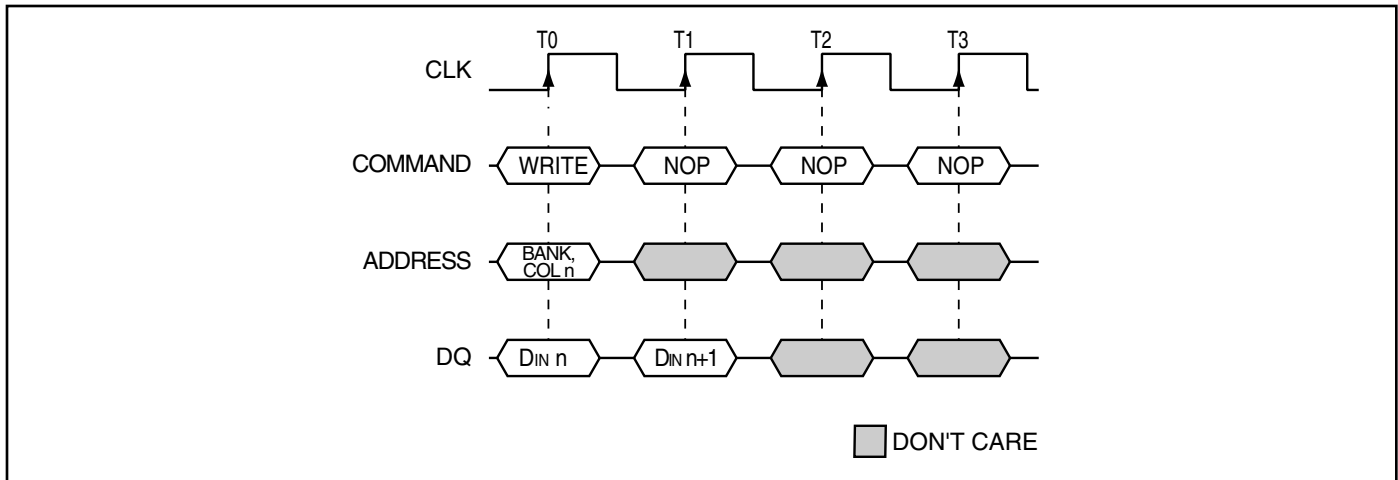 T0 T1 T2 T3
CLK
COMMAND WRITE NOP NOP NOP
ADDRESS BANK,
COL n
DQ DIN n DIN n+1
DON'T CARE